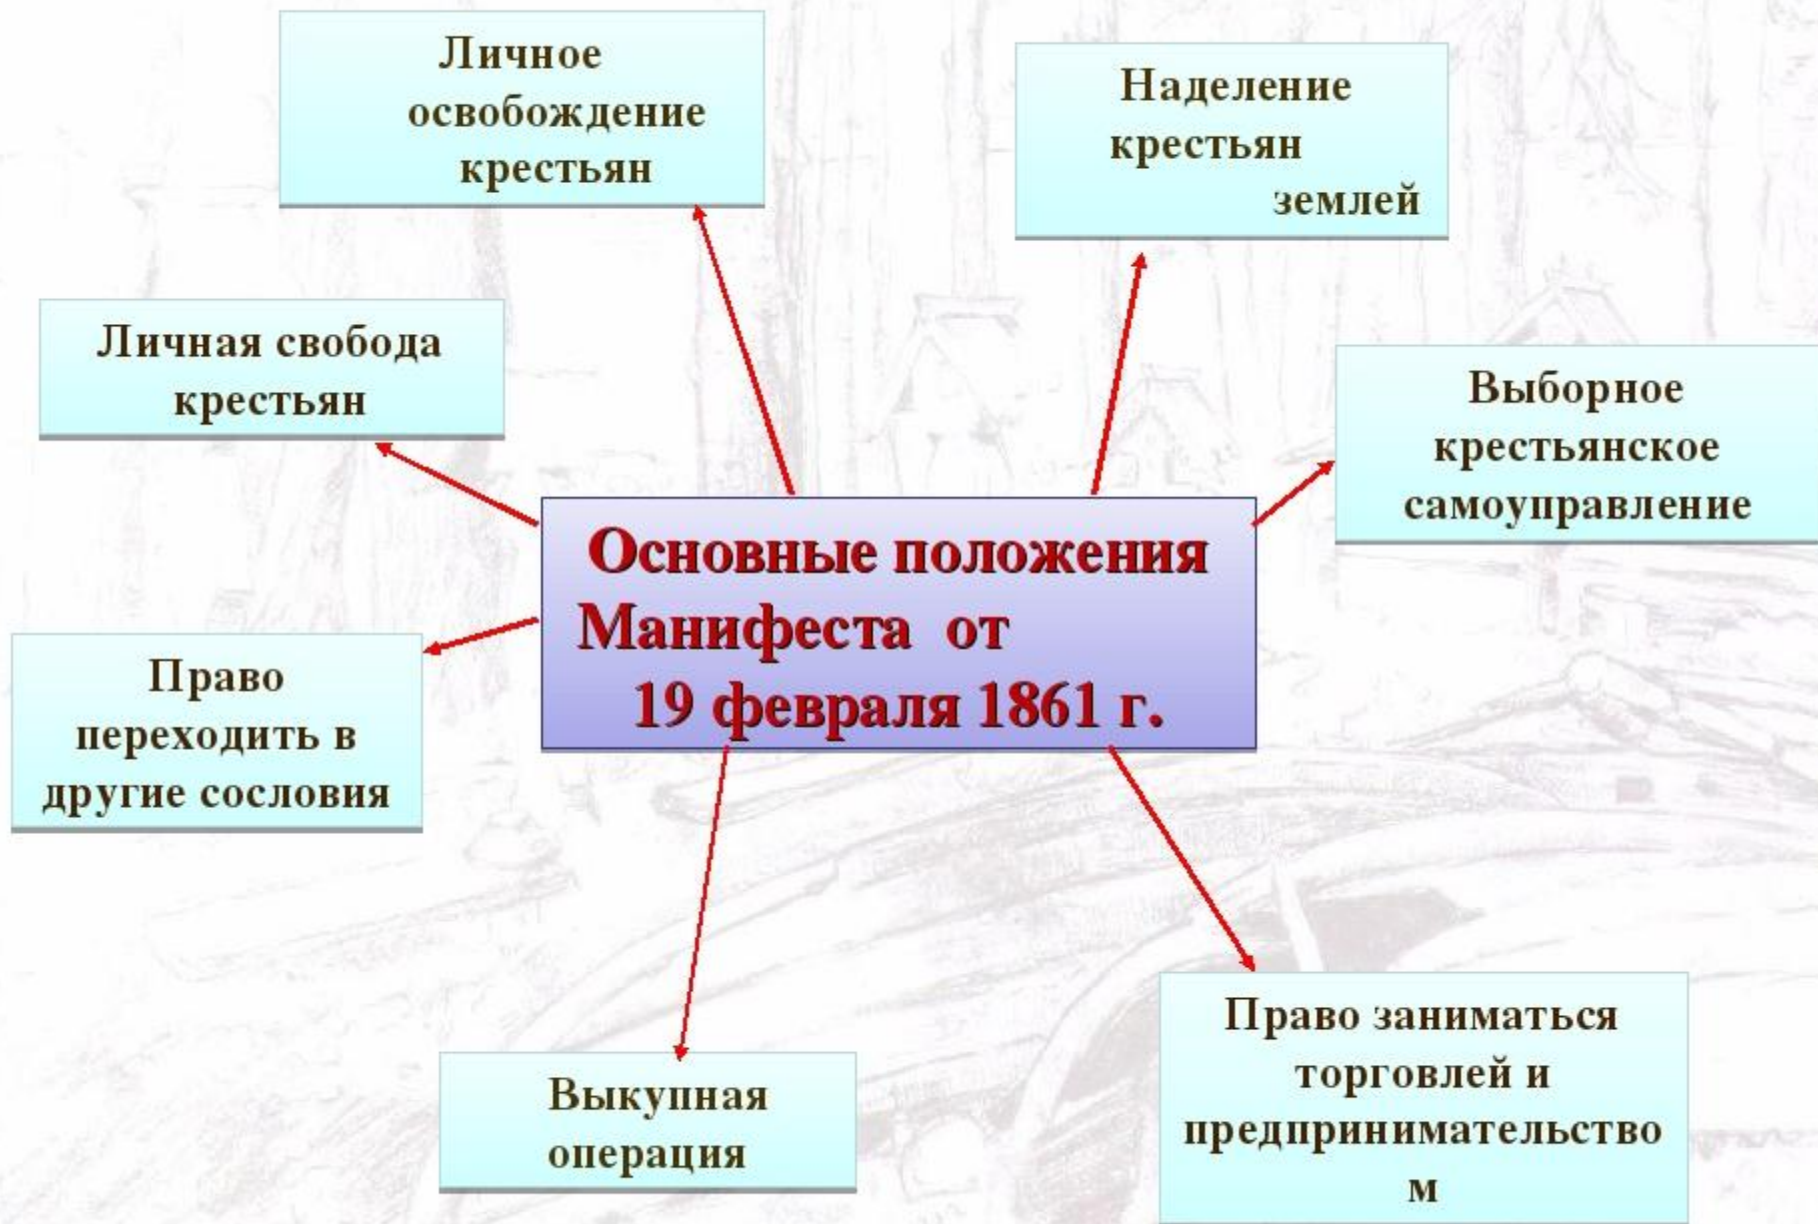 Личное
освобождение
крестьян
Наделение
крестьян
землей
Личная свобода
крестьян
Выборное
крестьянское
самоуправление
Основные положения
Манифеста от
19 февраля 1861 г.
Право
переходить в
другие сословия
Выкупная
операция
Право заниматься
торговлей и
предпринимательство
м